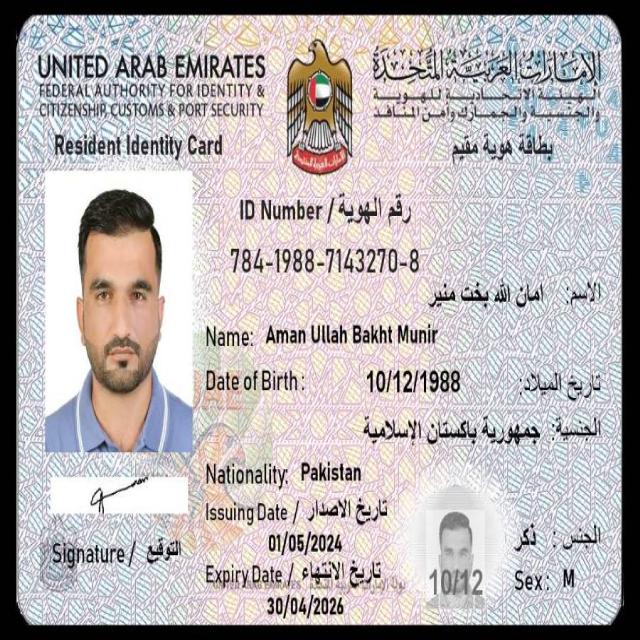 UNITED ARAB EMIRATES
FEDERAL AUTHORITY FOR IDENTITY &
CITIZENSHIP, CUSTOMS & PORT SECURITY
الإمارات العربية المتحدة
الهيئة الاتحادية للهوية
والجنسية والجمارك وأمن المنافذ
Resident Identity Card
بطاقة هوية مقيم
ID Number / رقم الهوية
784-1988-7143270-8
الاسم: امان الله بخت منير
Name: Aman Ullah Bakht Munir
Date of Birth: 10/12/1988 تاريخ الميلاد:
الجنسية: جمهورية باكستان الإسلامية
Nationality: Pakistan
Issuing Date / تاريخ الاصدار
01/05/2024
الجنس: ذكر
Signature / التوقيع
Expiry Date / تاريخ الانتهاء
10/12
Sex: M
30/04/2026